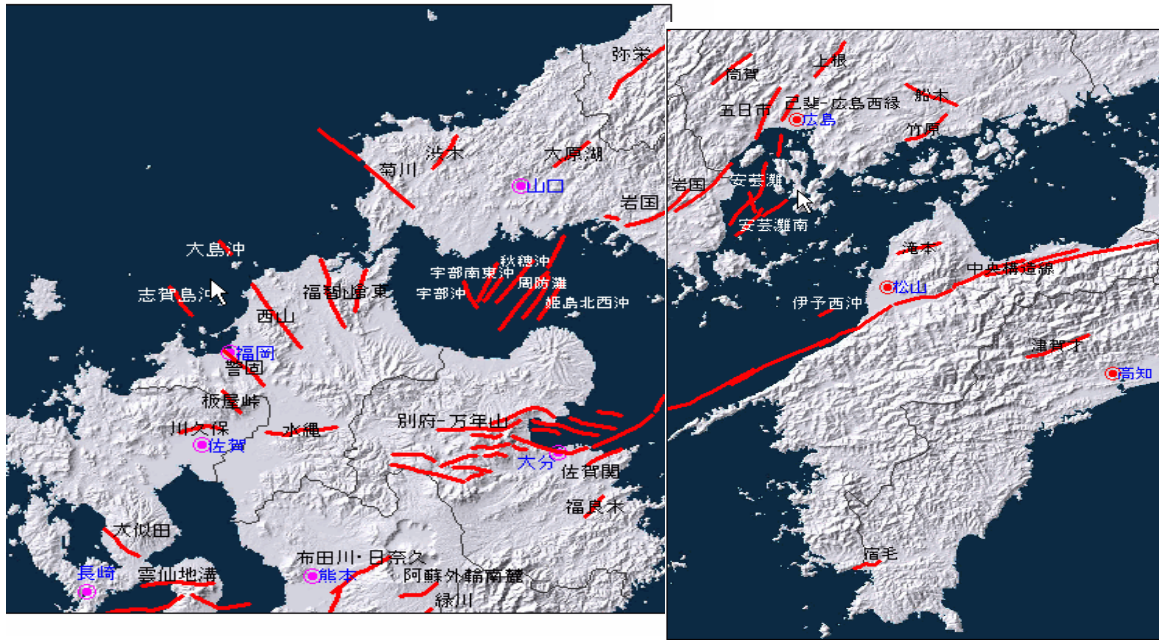 弥栄
渋木
大原湖
菊川
山口
岩国
大島沖
秋穂沖
宇部南東沖
周防灘
宇部沖
姫島北西沖
志賀島沖
福智山
小倉東
西山
福岡
警固
板屋峠
川久保
水縄
佐賀
別府-万年山
大分
佐賀関
福良木
大似田
長崎
雲仙地溝
布田川・日奈久
熊本
阿蘇外輪南麓
緑川
上根
筒賀
五日市
己斐-広島西縁
船木
広島
竹原
岩国
安芸灘
安芸灘南
滝本
中央構造線
松山
伊予西沖
津賀才
高知
宿毛